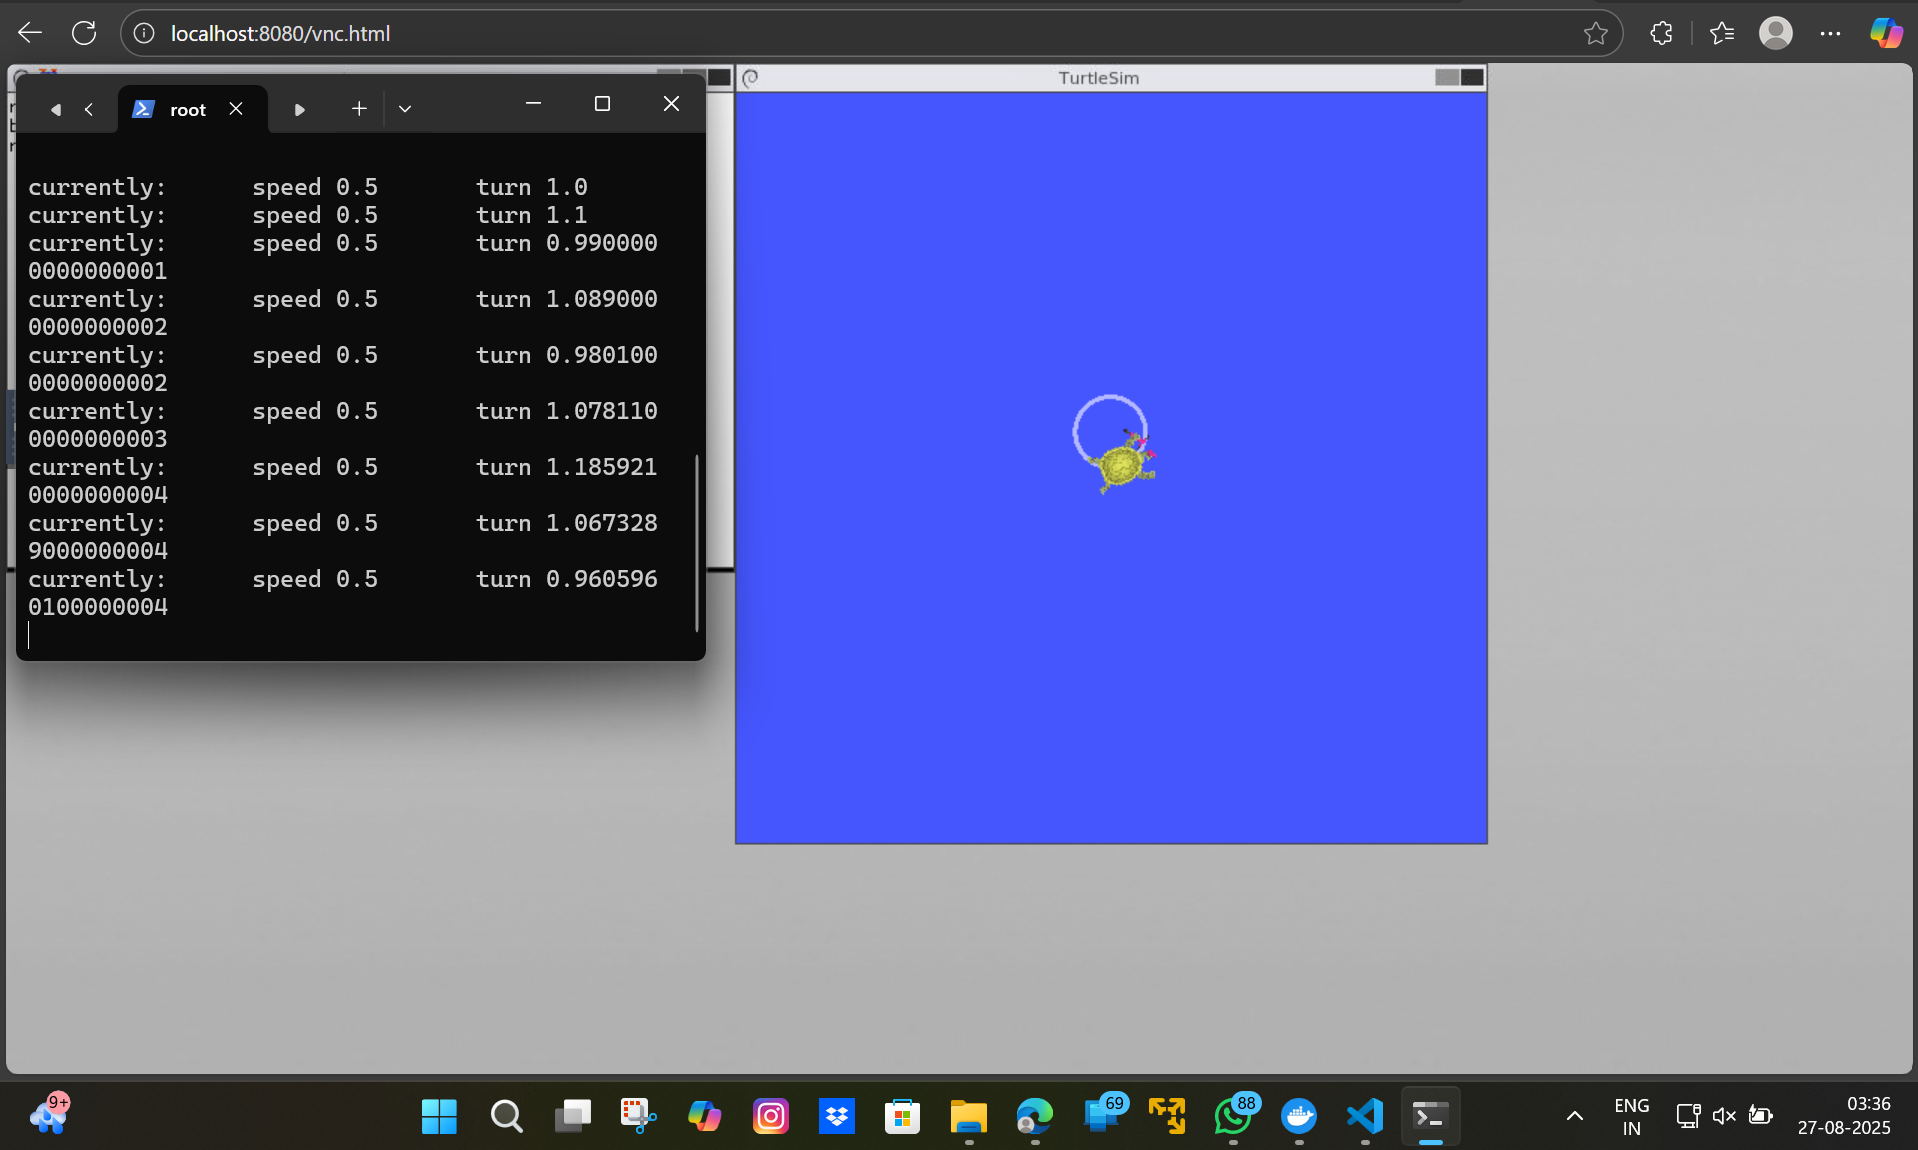 localhost:8080/vnc.html
TurtleSim
root
currently: speed 0.5 turn 1.0
currently: speed 0.5 turn 1.1
currently: speed 0.5 turn 0.990000
0000000001
currently: speed 0.5 turn 1.089000
0000000002
currently: speed 0.5 turn 0.980100
0000000002
currently: speed 0.5 turn 1.078110
0000000003
currently: speed 0.5 turn 1.185921
0000000004
currently: speed 0.5 turn 1.067328
9000000004
currently: speed 0.5 turn 0.960596
0100000004
9+
69
88
ENG
IN
03:36
27-08-2025